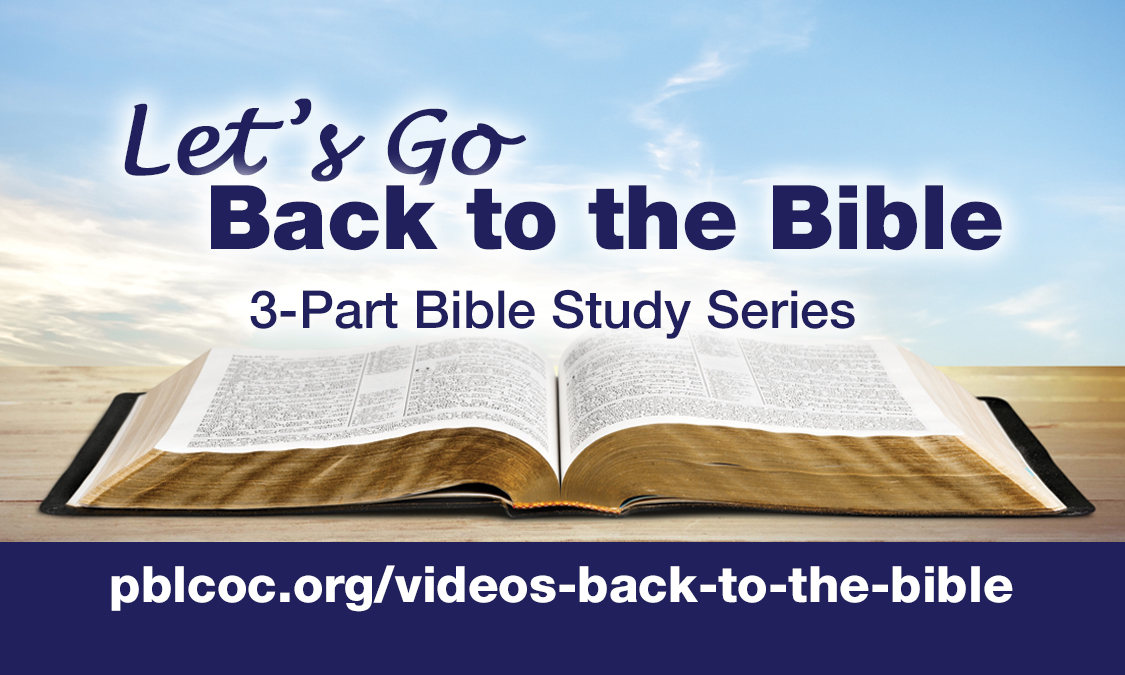 Let's Go
Back to the Bible
3-Part Bible Study Series
pblcoc.org/videos-back-to-the-bible